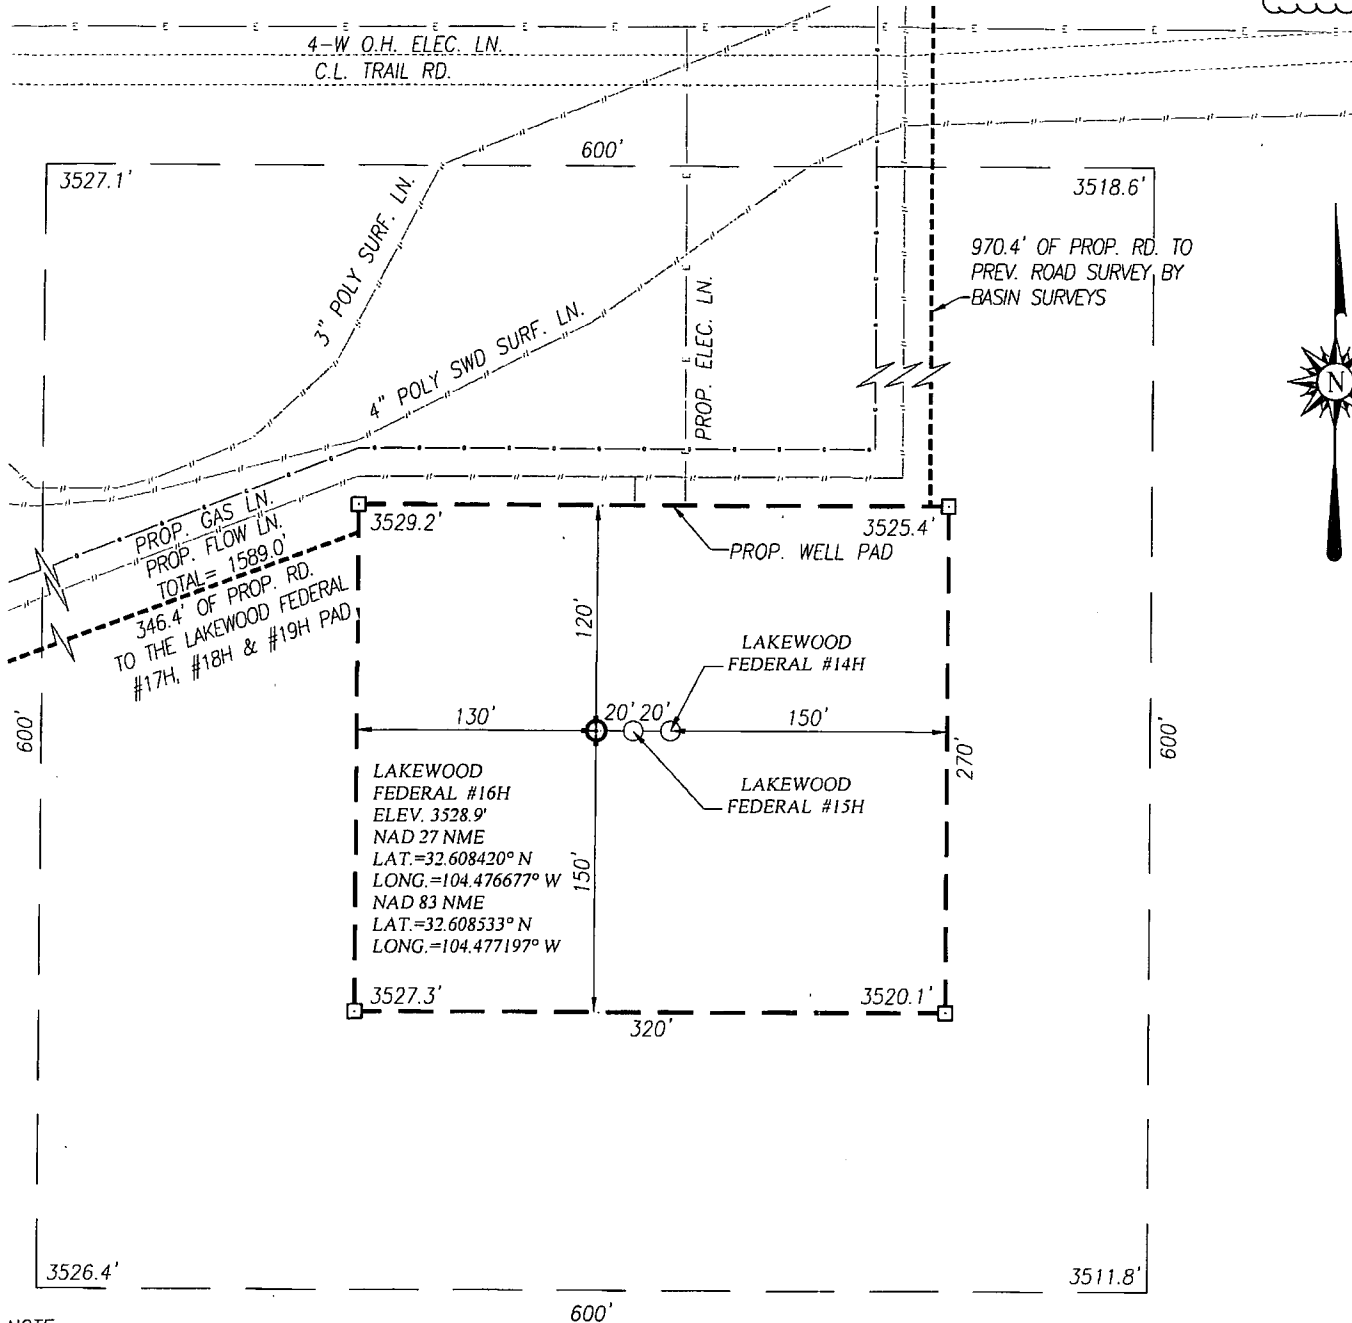 E E E E E E E E E E E E E
4-W O.H. ELEC. LN.
C.L. TRAIL RD.
600'
3527.1'
3518.6'
970.4' OF PROP. RD. TO
PREV. ROAD SURVEY BY
BASIN SURVEYS
3" POLY SURF. LN.
4" POLY SWD SURF. LN.
PROP. ELEC. LN.
N
PROP. GAS LN.
PROP. FLOW LN.
TOTAL= 1589.0'
346.4' OF PROP. RD.
TO THE LAKEWOOD FEDERAL
#17H, #18H & #19H PAD
3529.2'
3525.4'
PROP. WELL PAD
120'
LAKEWOOD
FEDERAL #14H
130'
20' 20'
150'
600'
270'
600'
LAKEWOOD
FEDERAL #15H
LAKEWOOD
FEDERAL #16H
ELEV. 3528.9'
NAD 27 NME
LAT.=32.608420° N
LONG.=104.476677° W
NAD 83 NME
LAT.=32.608533° N
LONG.=104.477197° W
150'
3527.3'
3520.1'
320'
3526.4'
3511.8'
600'